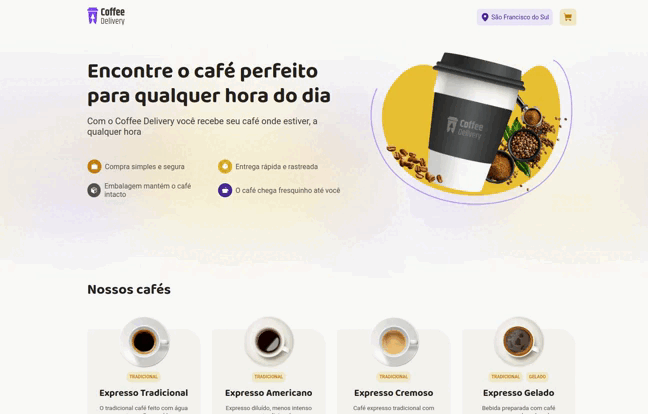 Coffee
Delivery
São Francisco do Sul
Encontre o café perfeito
para qualquer hora do dia
Com o Coffee Delivery você recebe seu café onde estiver, a
qualquer hora
Compra simples e segura
Entrega rápida e rastreada
Embalagem mantém o café
intacto
O café chega fresquinho até você
Coffee
Delivery
Nossos cafés
TRADICIONAL
TRADICIONAL
TRADICIONAL
TRADICIONAL GELADO
Expresso Tradicional
Expresso Americano
Expresso Cremoso
Expresso Gelado
O tradicional café feito com água
Expresso diluído, menos intenso
Café expresso tradicional com
Bebida preparada com café